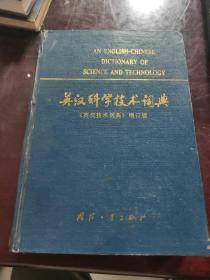 AN ENGLISH-CHINESE
DICTIONARY OF
SCIENCE AND TECHNOLOGY
英汉科学技术词典
《英汉技术词典》增订版
国防工业出版社